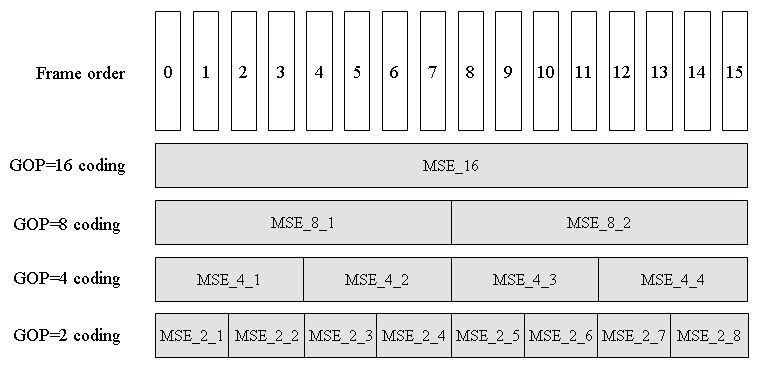 Frame order 0 1 2 3 4 5 6 7 8 9 10 11 12 13 14 15
GOP=16 coding MSE_16
GOP=8 coding MSE_8_1 MSE_8_2
GOP=4 coding MSE_4_1 MSE_4_2 MSE_4_3 MSE_4_4
GOP=2 coding MSE_2_1 MSE_2_2 MSE_2_3 MSE_2_4 MSE_2_5 MSE_2_6 MSE_2_7 MSE_2_8